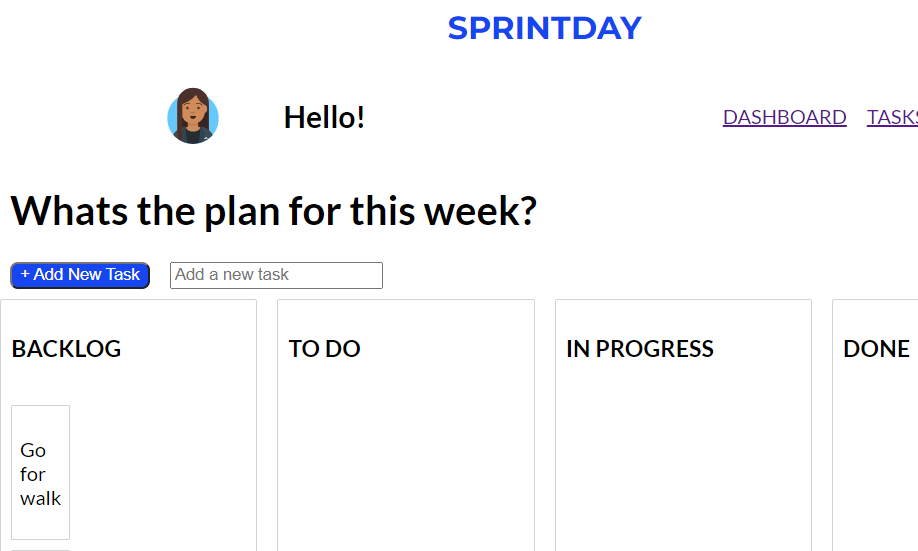 SPRINTDAY
Hello!
DASHBOARD TASKS
Whats the plan for this week?
+ Add New Task
Add a new task
BACKLOG
TO DO
IN PROGRESS
DONE
Go
for
walk